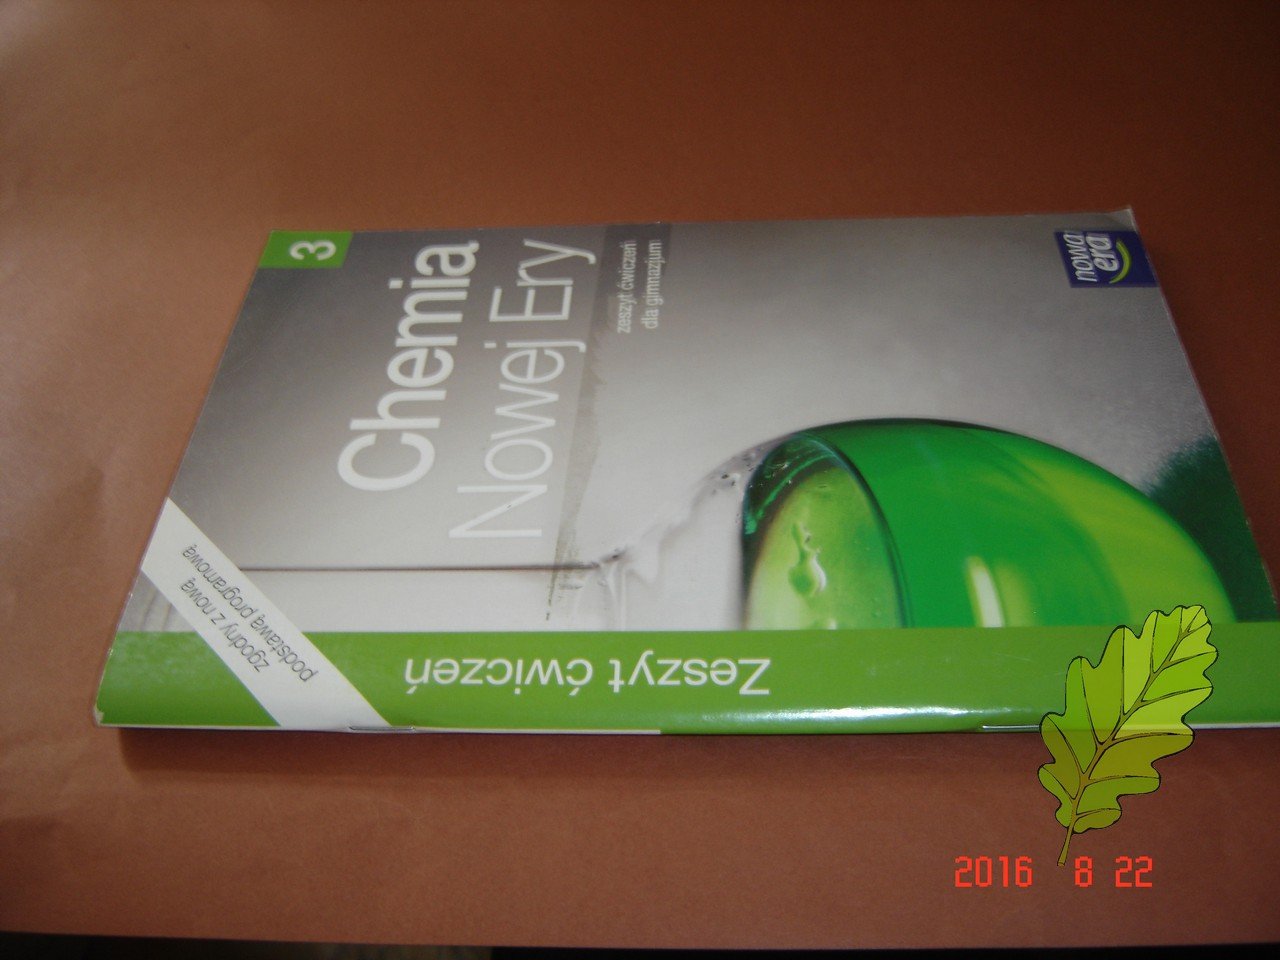 3
Chemia
Nowej Ery
zeszyt ćwiczeń
dla gimnazjum
nowa
era
zgodny z nową
podstawą programową
Zeszyt ćwiczeń
2016 8 22